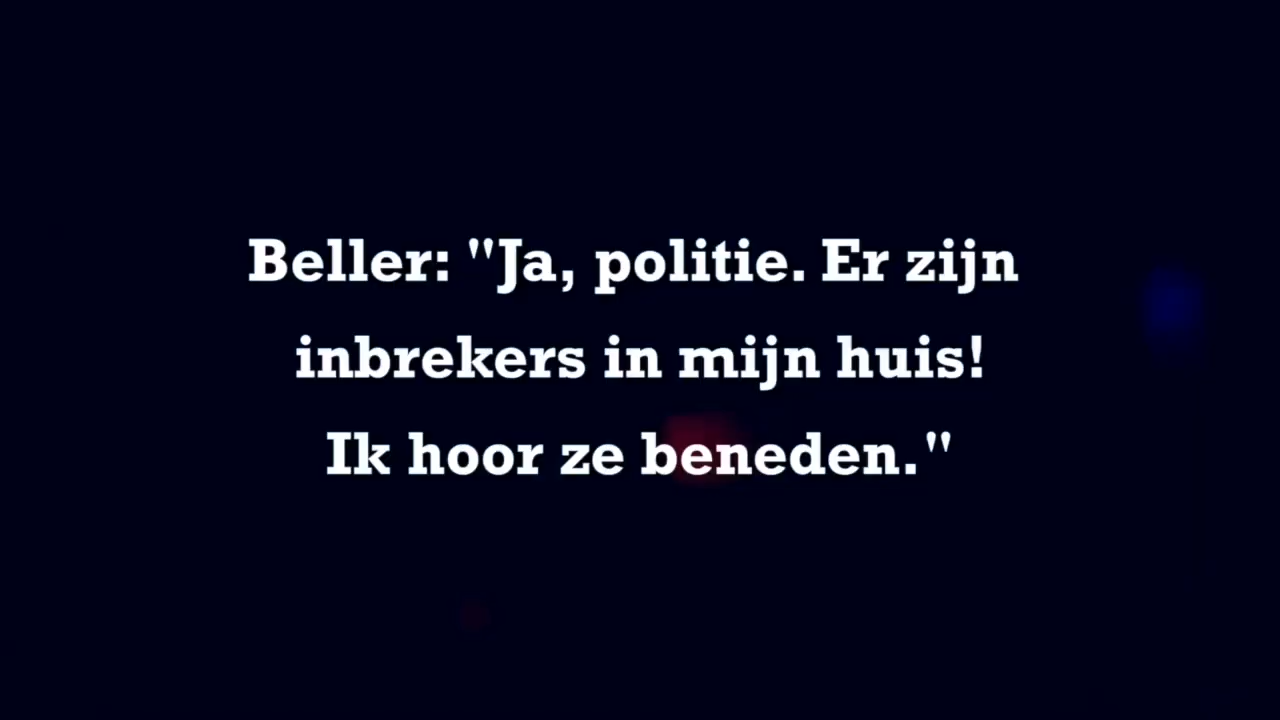 Beller: "Ja, politie. Er zijn
inbrekers in mijn huis!
Ik hoor ze beneden."